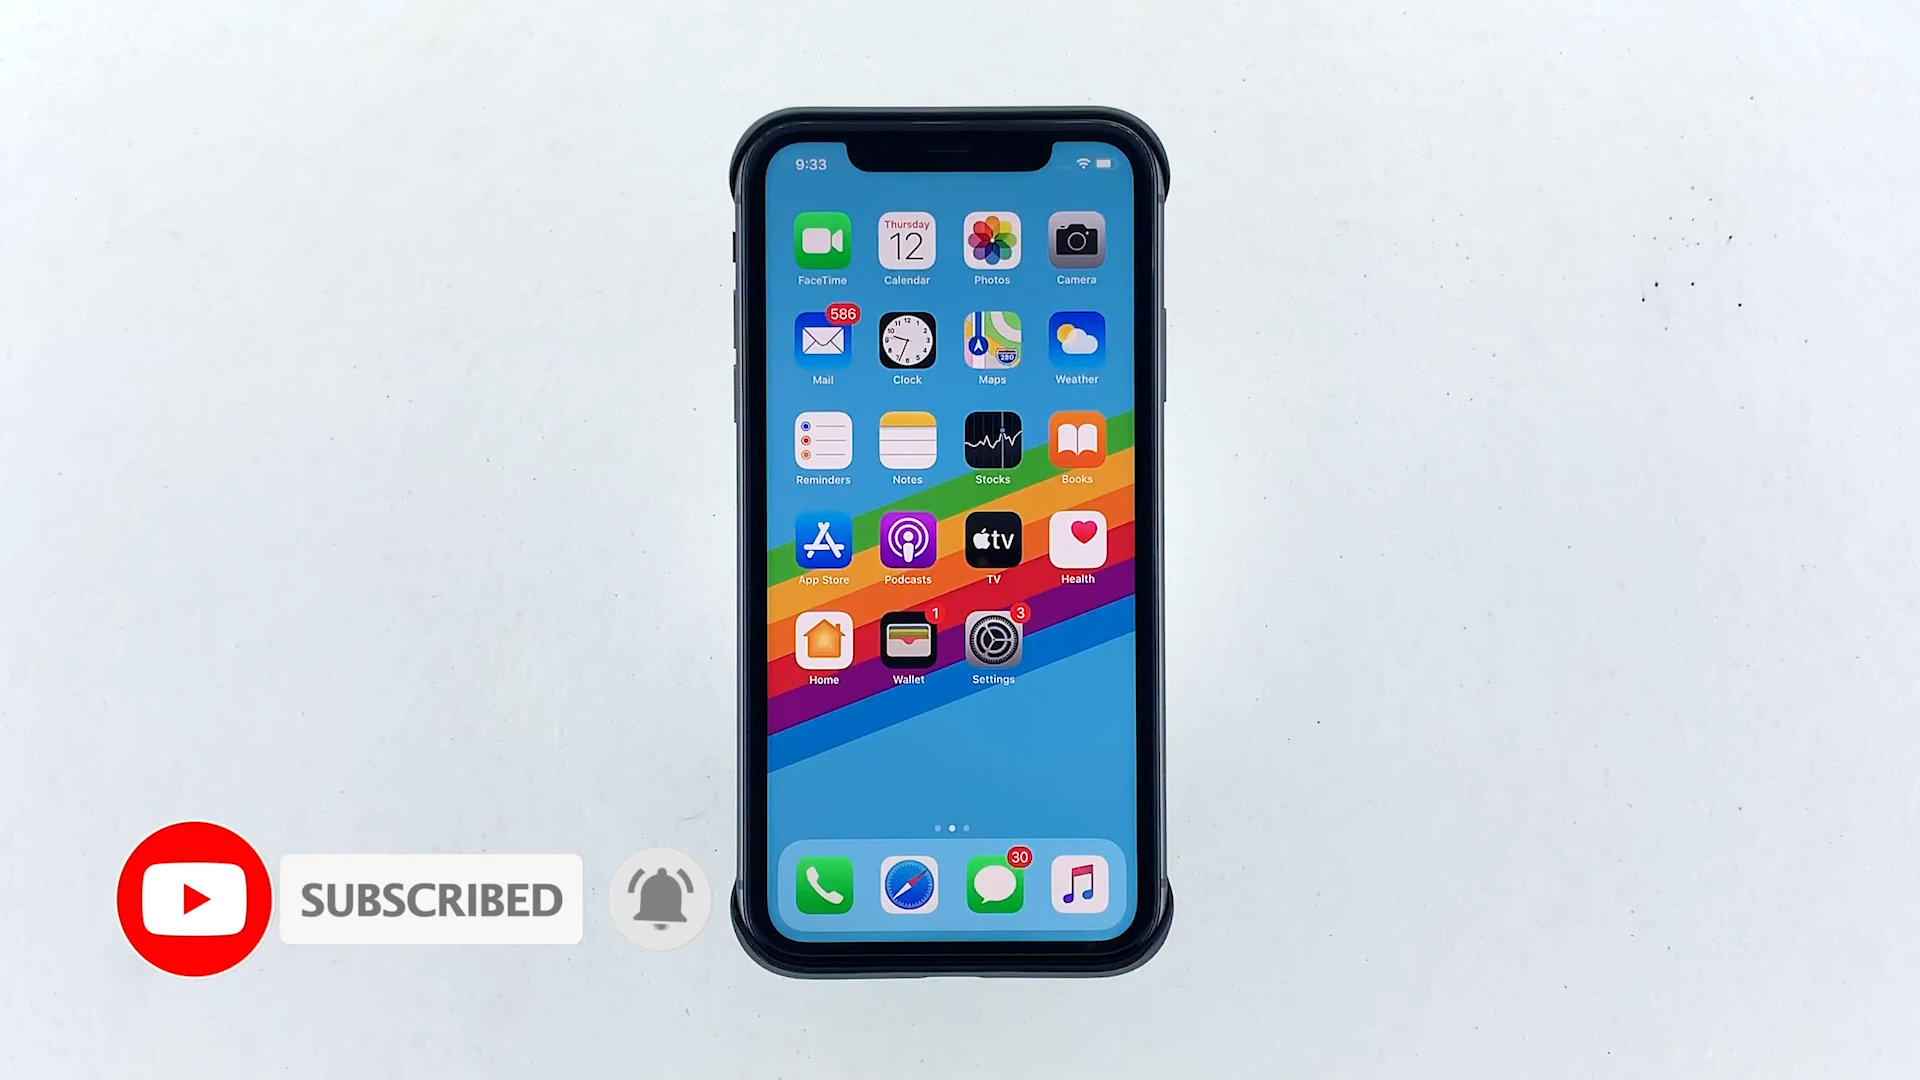 9:33
Thursday
12
FaceTime Calendar Photos Camera
586
280
Mail Clock Maps Weather
Reminders Notes Stocks Books
tv
App Store Podcasts TV Health
1 3
Home Wallet Settings
30
SUBSCRIBED